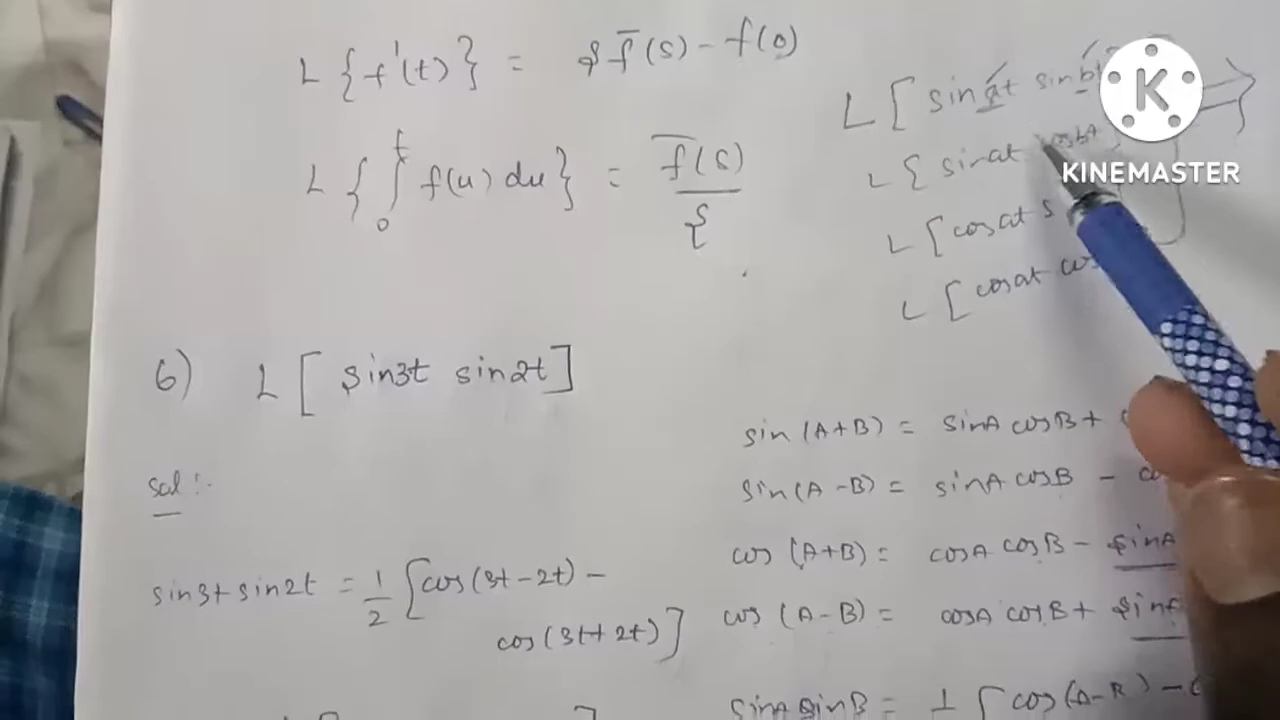 L{f'(t)} = s f̄(s) - f(0)
L{∫₀ᵗ f(u) du} = f̄(s)/s
L[sin at sin bt
L{sin at cos bt
L[cos at s
L[cos at cos
K
KINEMASTER
6) L[sin3t sin2t]
Sol:-
sin3t sin2t = 1/2 [cos(3t-2t) -
cos(3t+2t)]
sin(A+B) = sinA cosB +
sin(A-B) = sinA cosB -
cos(A+B) = cosA cosB - sinA
cos(A-B) = cosA cosB + sinA
sinA sinB = 1/2 [cos(A-B) -